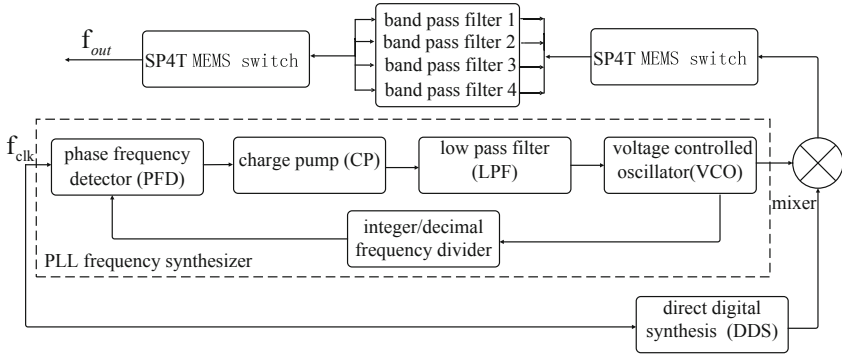 f_out
SP4T MEMS switch
band pass filter 1
band pass filter 2
band pass filter 3
band pass filter 4
SP4T MEMS switch
f_clk
phase frequency
detector (PFD)
charge pump (CP)
low pass filter
(LPF)
voltage controlled
oscillator(VCO)
mixer
integer/decimal
frequency divider
PLL frequency synthesizer
direct digital
synthesis (DDS)